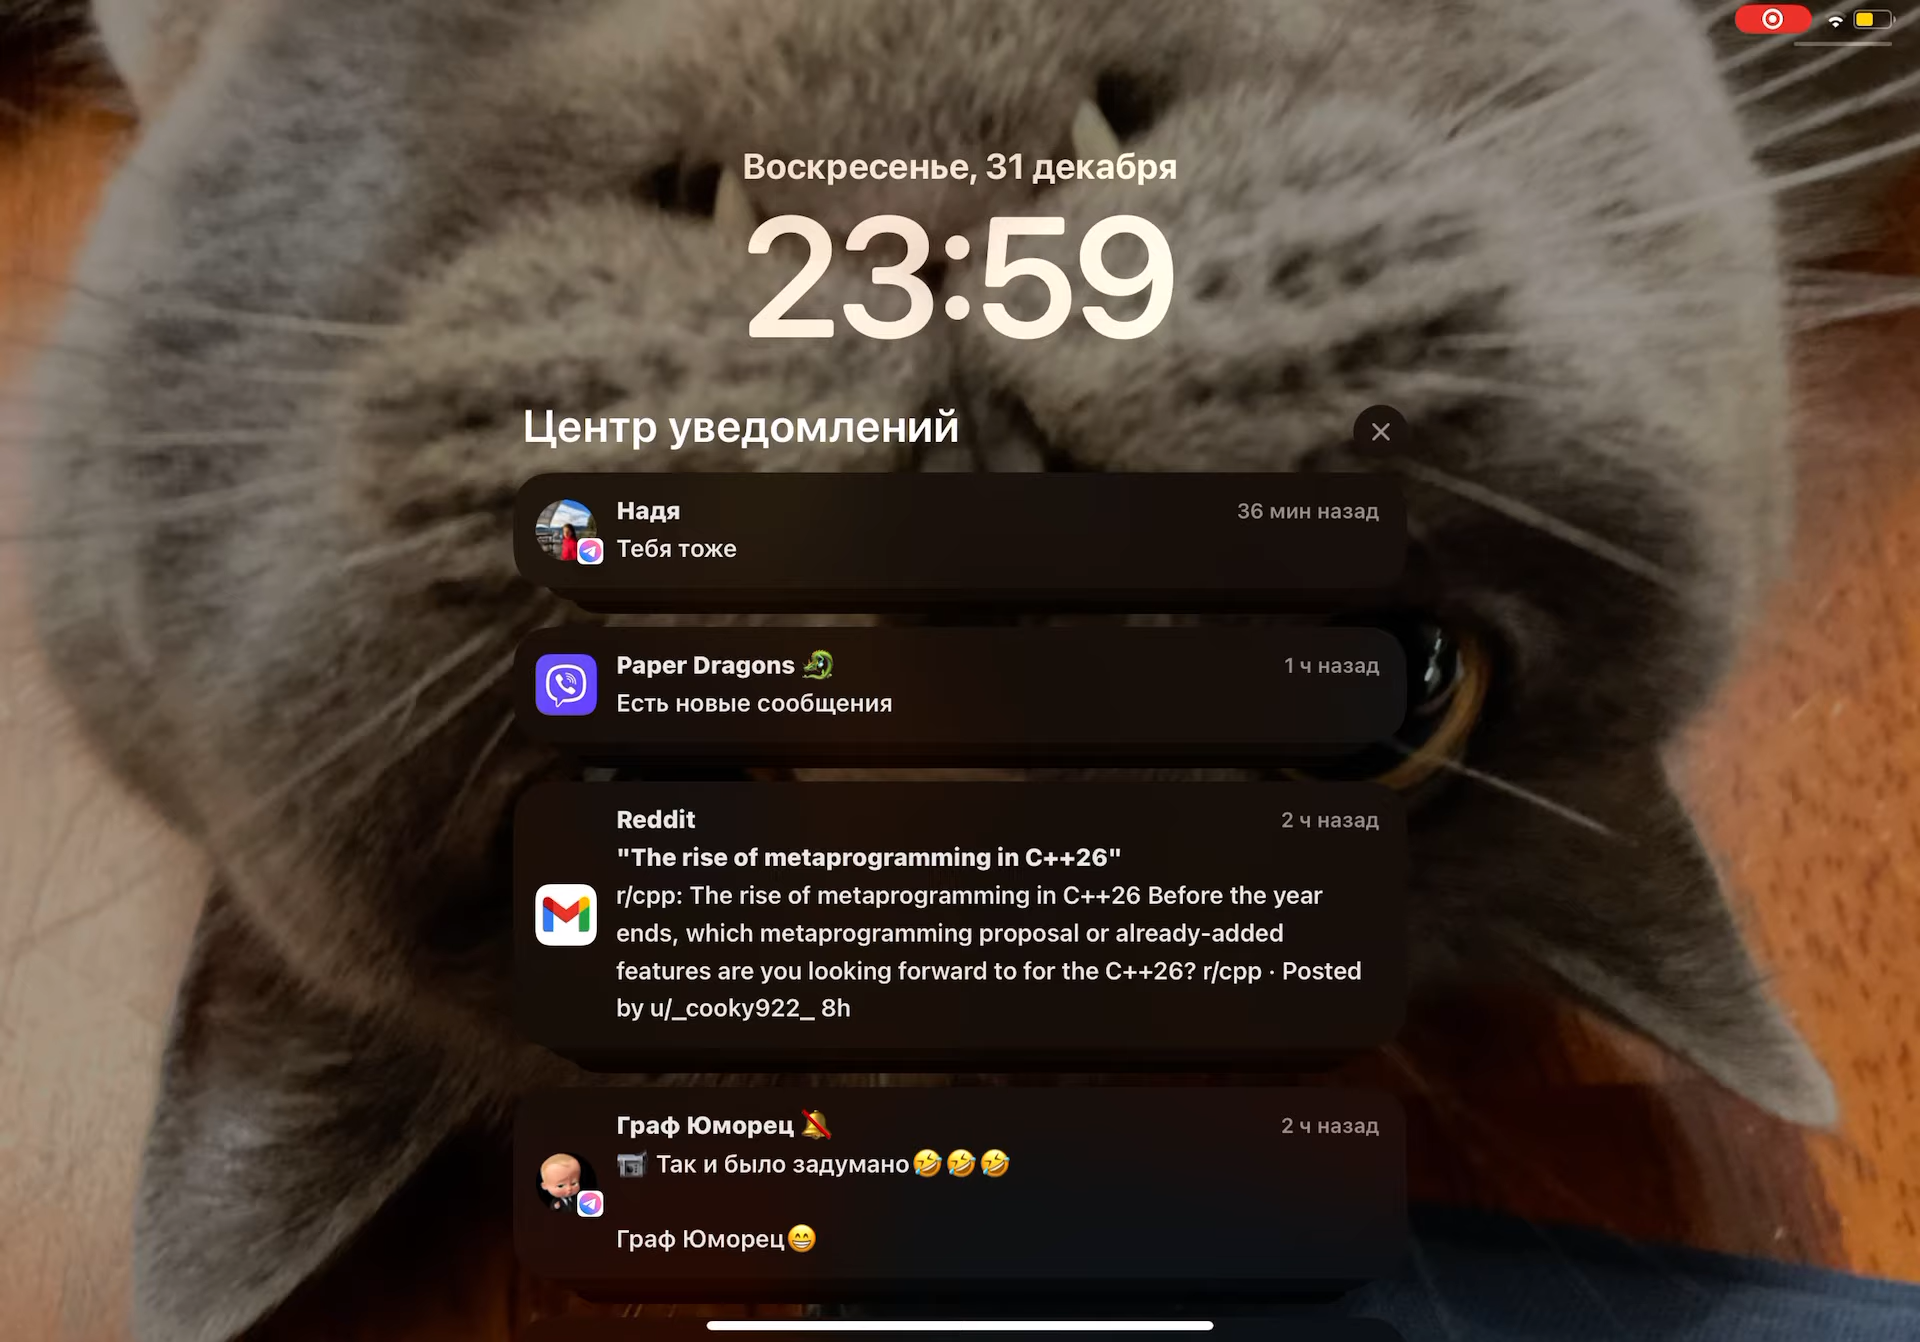 Воскресенье, 31 декабря
23:59
Центр уведомлений
Надя
36 мин назад
Тебя тоже
Paper Dragons 🐉
1 ч назад
Есть новые сообщения
Reddit
2 ч назад
"The rise of metaprogramming in C++26"
r/cpp: The rise of metaprogramming in C++26 Before the year
ends, which metaprogramming proposal or already-added
features are you looking forward to for the C++26? r/cpp · Posted
by u/_cooky922_ 8h
Граф Юморец 🔕
2 ч назад
📹 Так и было задумано🤣🤣🤣
Граф Юморец😁